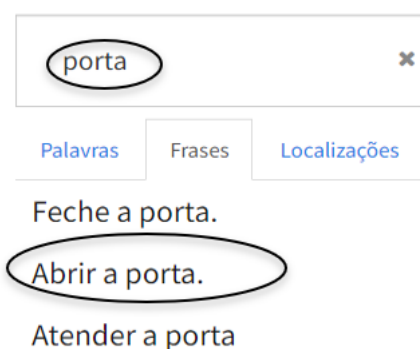 porta ✖
Palavras Frases Localizações
Feche a porta.
Abrir a porta.
Atender a porta